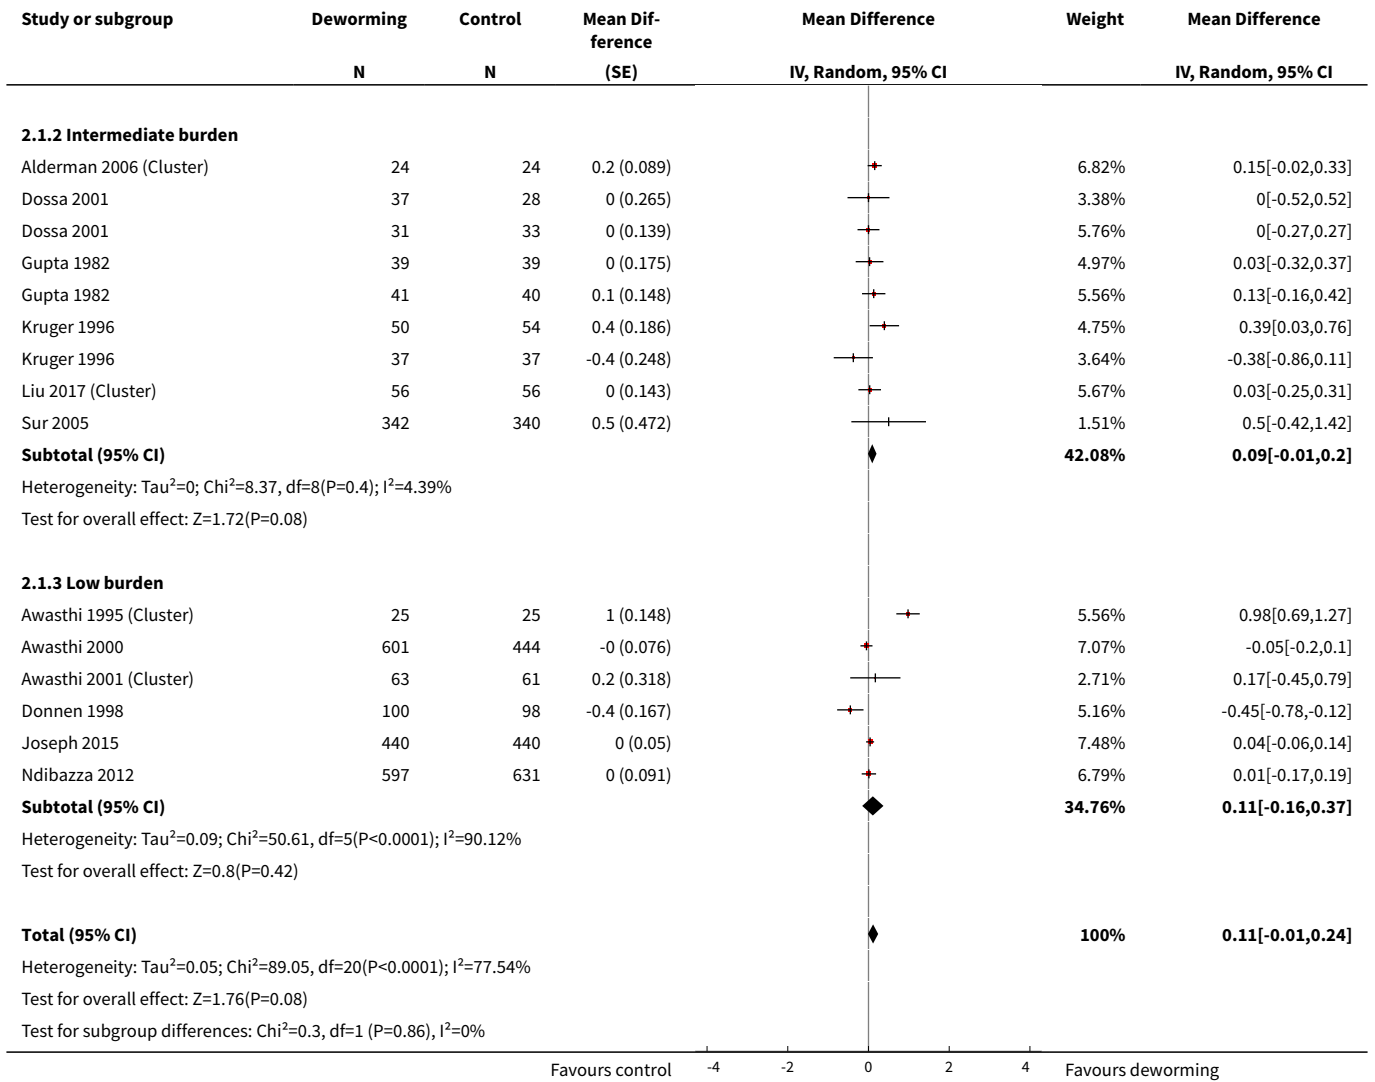 Study or subgroup Deworming Control Mean Dif- Mean Difference Weight Mean Difference
ference
N N (SE) IV, Random, 95% CI IV, Random, 95% CI
2.1.2 Intermediate burden
Alderman 2006 (Cluster) 24 24 0.2 (0.089) 6.82% 0.15[-0.02,0.33]
Dossa 2001 37 28 0 (0.265) 3.38% 0[-0.52,0.52]
Dossa 2001 31 33 0 (0.139) 5.76% 0[-0.27,0.27]
Gupta 1982 39 39 0 (0.175) 4.97% 0.03[-0.32,0.37]
Gupta 1982 41 40 0.1 (0.148) 5.56% 0.13[-0.16,0.42]
Kruger 1996 50 54 0.4 (0.186) 4.75% 0.39[0.03,0.76]
Kruger 1996 37 37 -0.4 (0.248) 3.64% -0.38[-0.86,0.11]
Liu 2017 (Cluster) 56 56 0 (0.143) 5.67% 0.03[-0.25,0.31]
Sur 2005 342 340 0.5 (0.472) 1.51% 0.5[-0.42,1.42]
Subtotal (95% CI) 42.08% 0.09[-0.01,0.2]
Heterogeneity: Tau²=0; Chi²=8.37, df=8(P=0.4); I²=4.39%
Test for overall effect: Z=1.72(P=0.08)
2.1.3 Low burden
Awasthi 1995 (Cluster) 25 25 1 (0.148) 5.56% 0.98[0.69,1.27]
Awasthi 2000 601 444 -0 (0.076) 7.07% -0.05[-0.2,0.1]
Awasthi 2001 (Cluster) 63 61 0.2 (0.318) 2.71% 0.17[-0.45,0.79]
Donnen 1998 100 98 -0.4 (0.167) 5.16% -0.45[-0.78,-0.12]
Joseph 2015 440 440 0 (0.05) 7.48% 0.04[-0.06,0.14]
Ndibazza 2012 597 631 0 (0.091) 6.79% 0.01[-0.17,0.19]
Subtotal (95% CI) 34.76% 0.11[-0.16,0.37]
Heterogeneity: Tau²=0.09; Chi²=50.61, df=5(P<0.0001); I²=90.12%
Test for overall effect: Z=0.8(P=0.42)
Total (95% CI) 100% 0.11[-0.01,0.24]
Heterogeneity: Tau²=0.05; Chi²=89.05, df=20(P<0.0001); I²=77.54%
Test for overall effect: Z=1.76(P=0.08)
Test for subgroup differences: Chi²=0.3, df=1 (P=0.86), I²=0%
Favours control -4 -2 0 2 4 Favours deworming